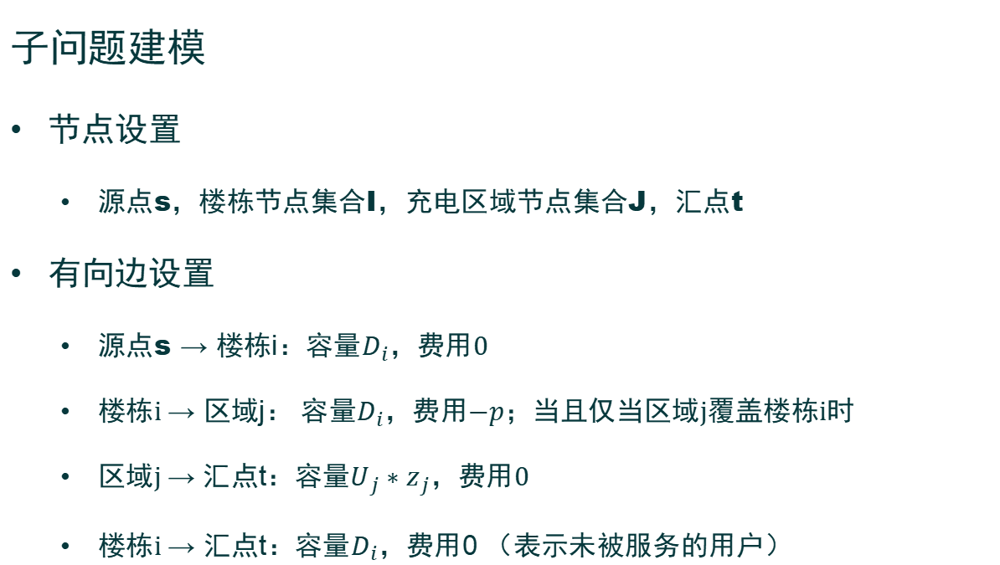 子问题建模
• 节点设置
• 源点s，楼栋节点集合I，充电区域节点集合J，汇点t
• 有向边设置
• 源点s → 楼栋i：容量D_i，费用0
• 楼栋i → 区域j： 容量D_i，费用−p；当且仅当区域j覆盖楼栋i时
• 区域j → 汇点t：容量U_j ∗ z_j，费用0
• 楼栋i → 汇点t：容量D_i，费用0 （表示未被服务的用户）